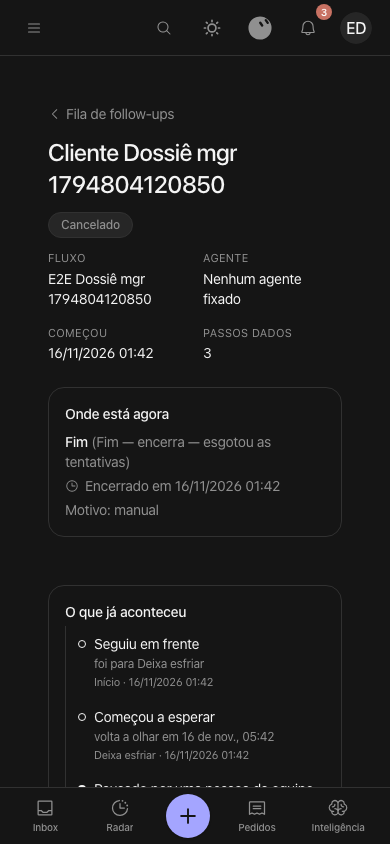 3
ED
Fila de follow-ups
Cliente Dossiê mgr
1794804120850
Cancelado
FLUXO
AGENTE
E2E Dossiê mgr
1794804120850
Nenhum agente
fixado
COMEÇOU
PASSOS DADOS
16/11/2026 01:42
3
Onde está agora
Fim (Fim — encerra — esgotou as
tentativas)
Encerrado em 16/11/2026 01:42
Motivo: manual
O que já aconteceu
Seguiu em frente
foi para Deixa esfriar
Início · 16/11/2026 01:42
Começou a esperar
volta a olhar em 16 de nov., 05:42
Deixa esfriar · 16/11/2026 01:42
Inbox
Radar
Pedidos
Inteligência